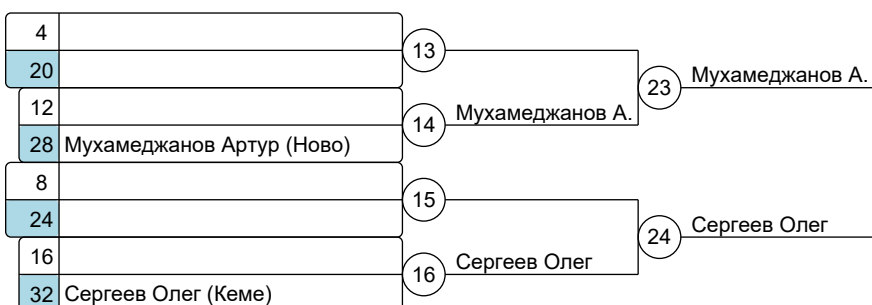 4
13
20
23 Мухамеджанов А.
12
14 Мухамеджанов А.
28 Мухамеджанов Артур (Ново)
8
15
24
24 Сергеев Олег
16
16 Сергеев Олег
32 Сергеев Олег (Кеме)